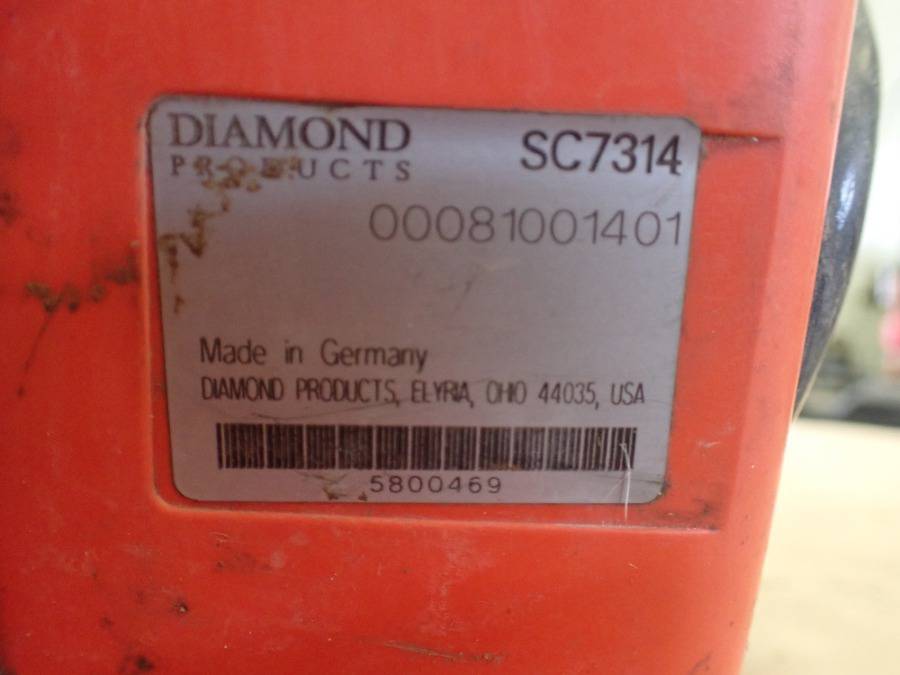 DIAMOND SC7314
PRODUCTS
00081001401
Made in Germany
DIAMOND PRODUCTS, ELYRIA, OHIO 44035, USA
5800469